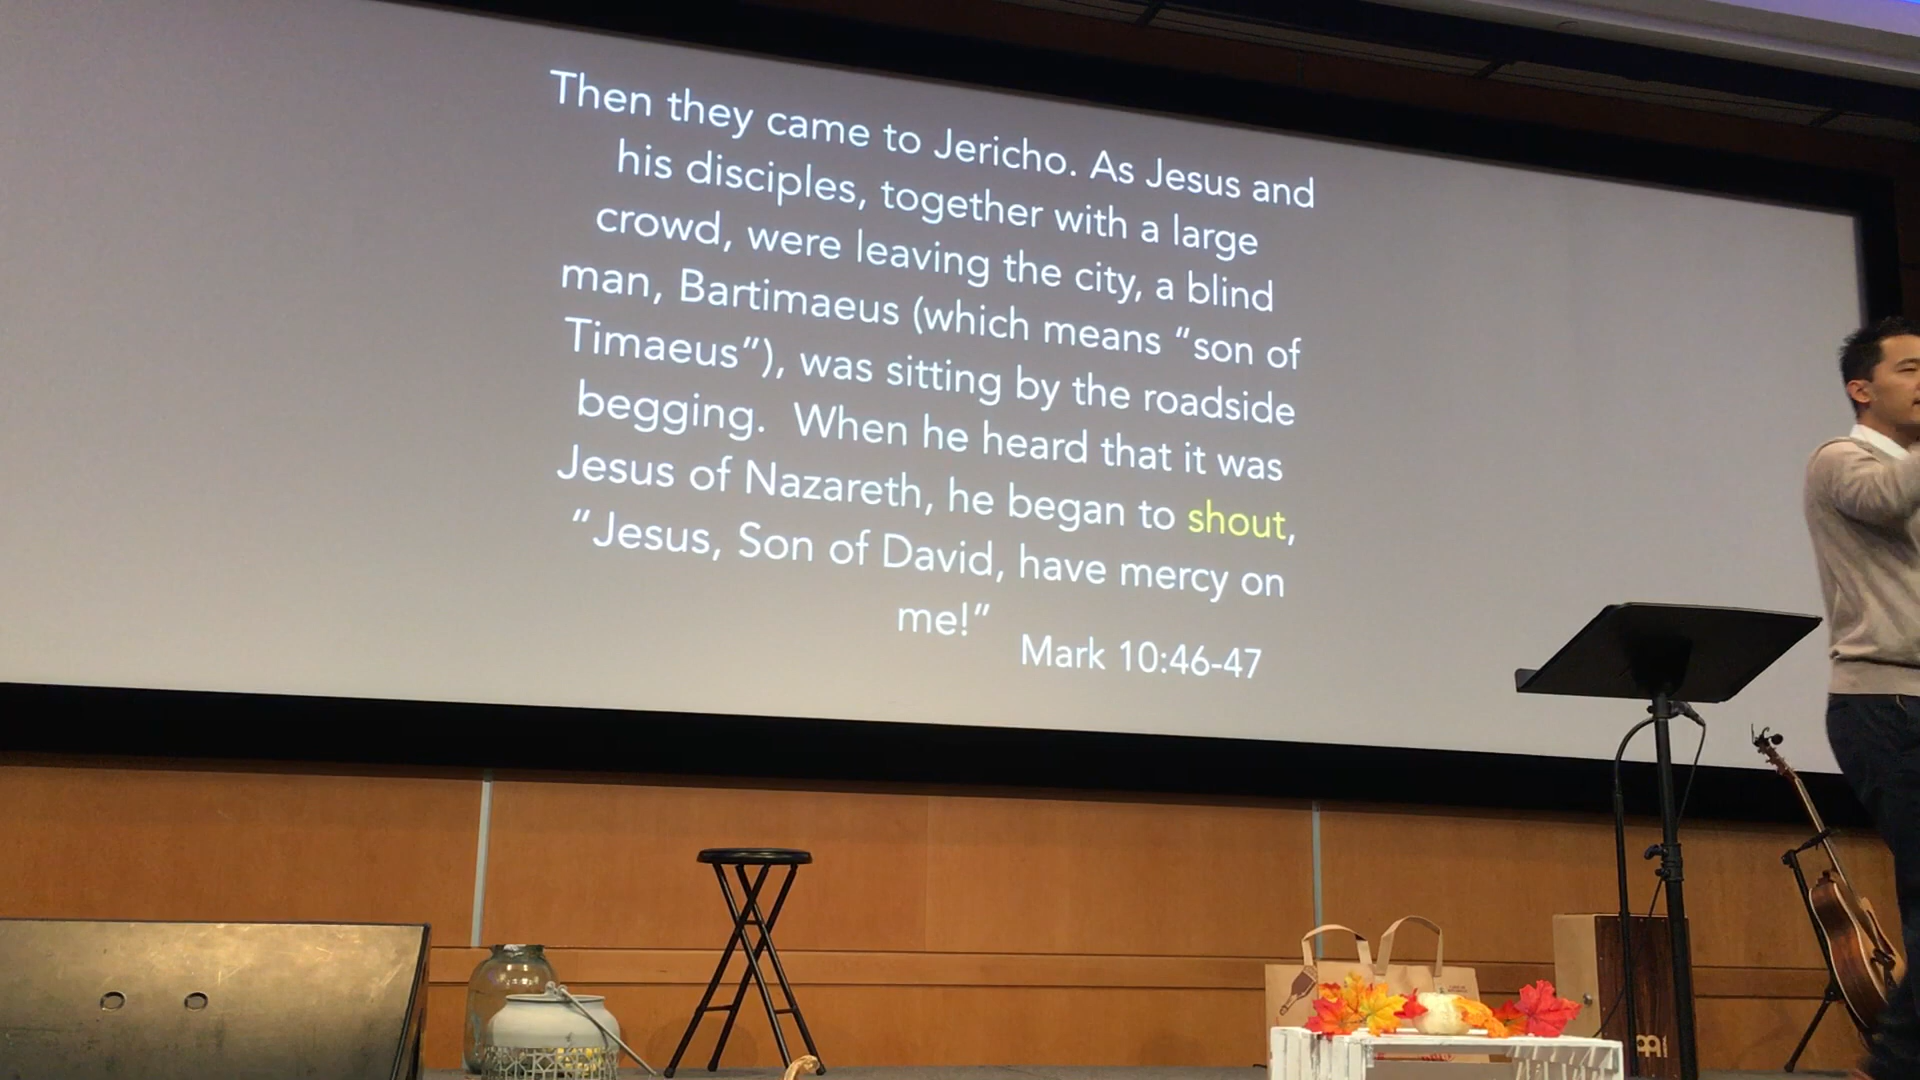 Then they came to Jericho. As Jesus and
his disciples, together with a large
crowd, were leaving the city, a blind
man, Bartimaeus (which means “son of
Timaeus”), was sitting by the roadside
begging.  When he heard that it was
Jesus of Nazareth, he began to shout,
“Jesus, Son of David, have mercy on
me!”
Mark 10:46-47